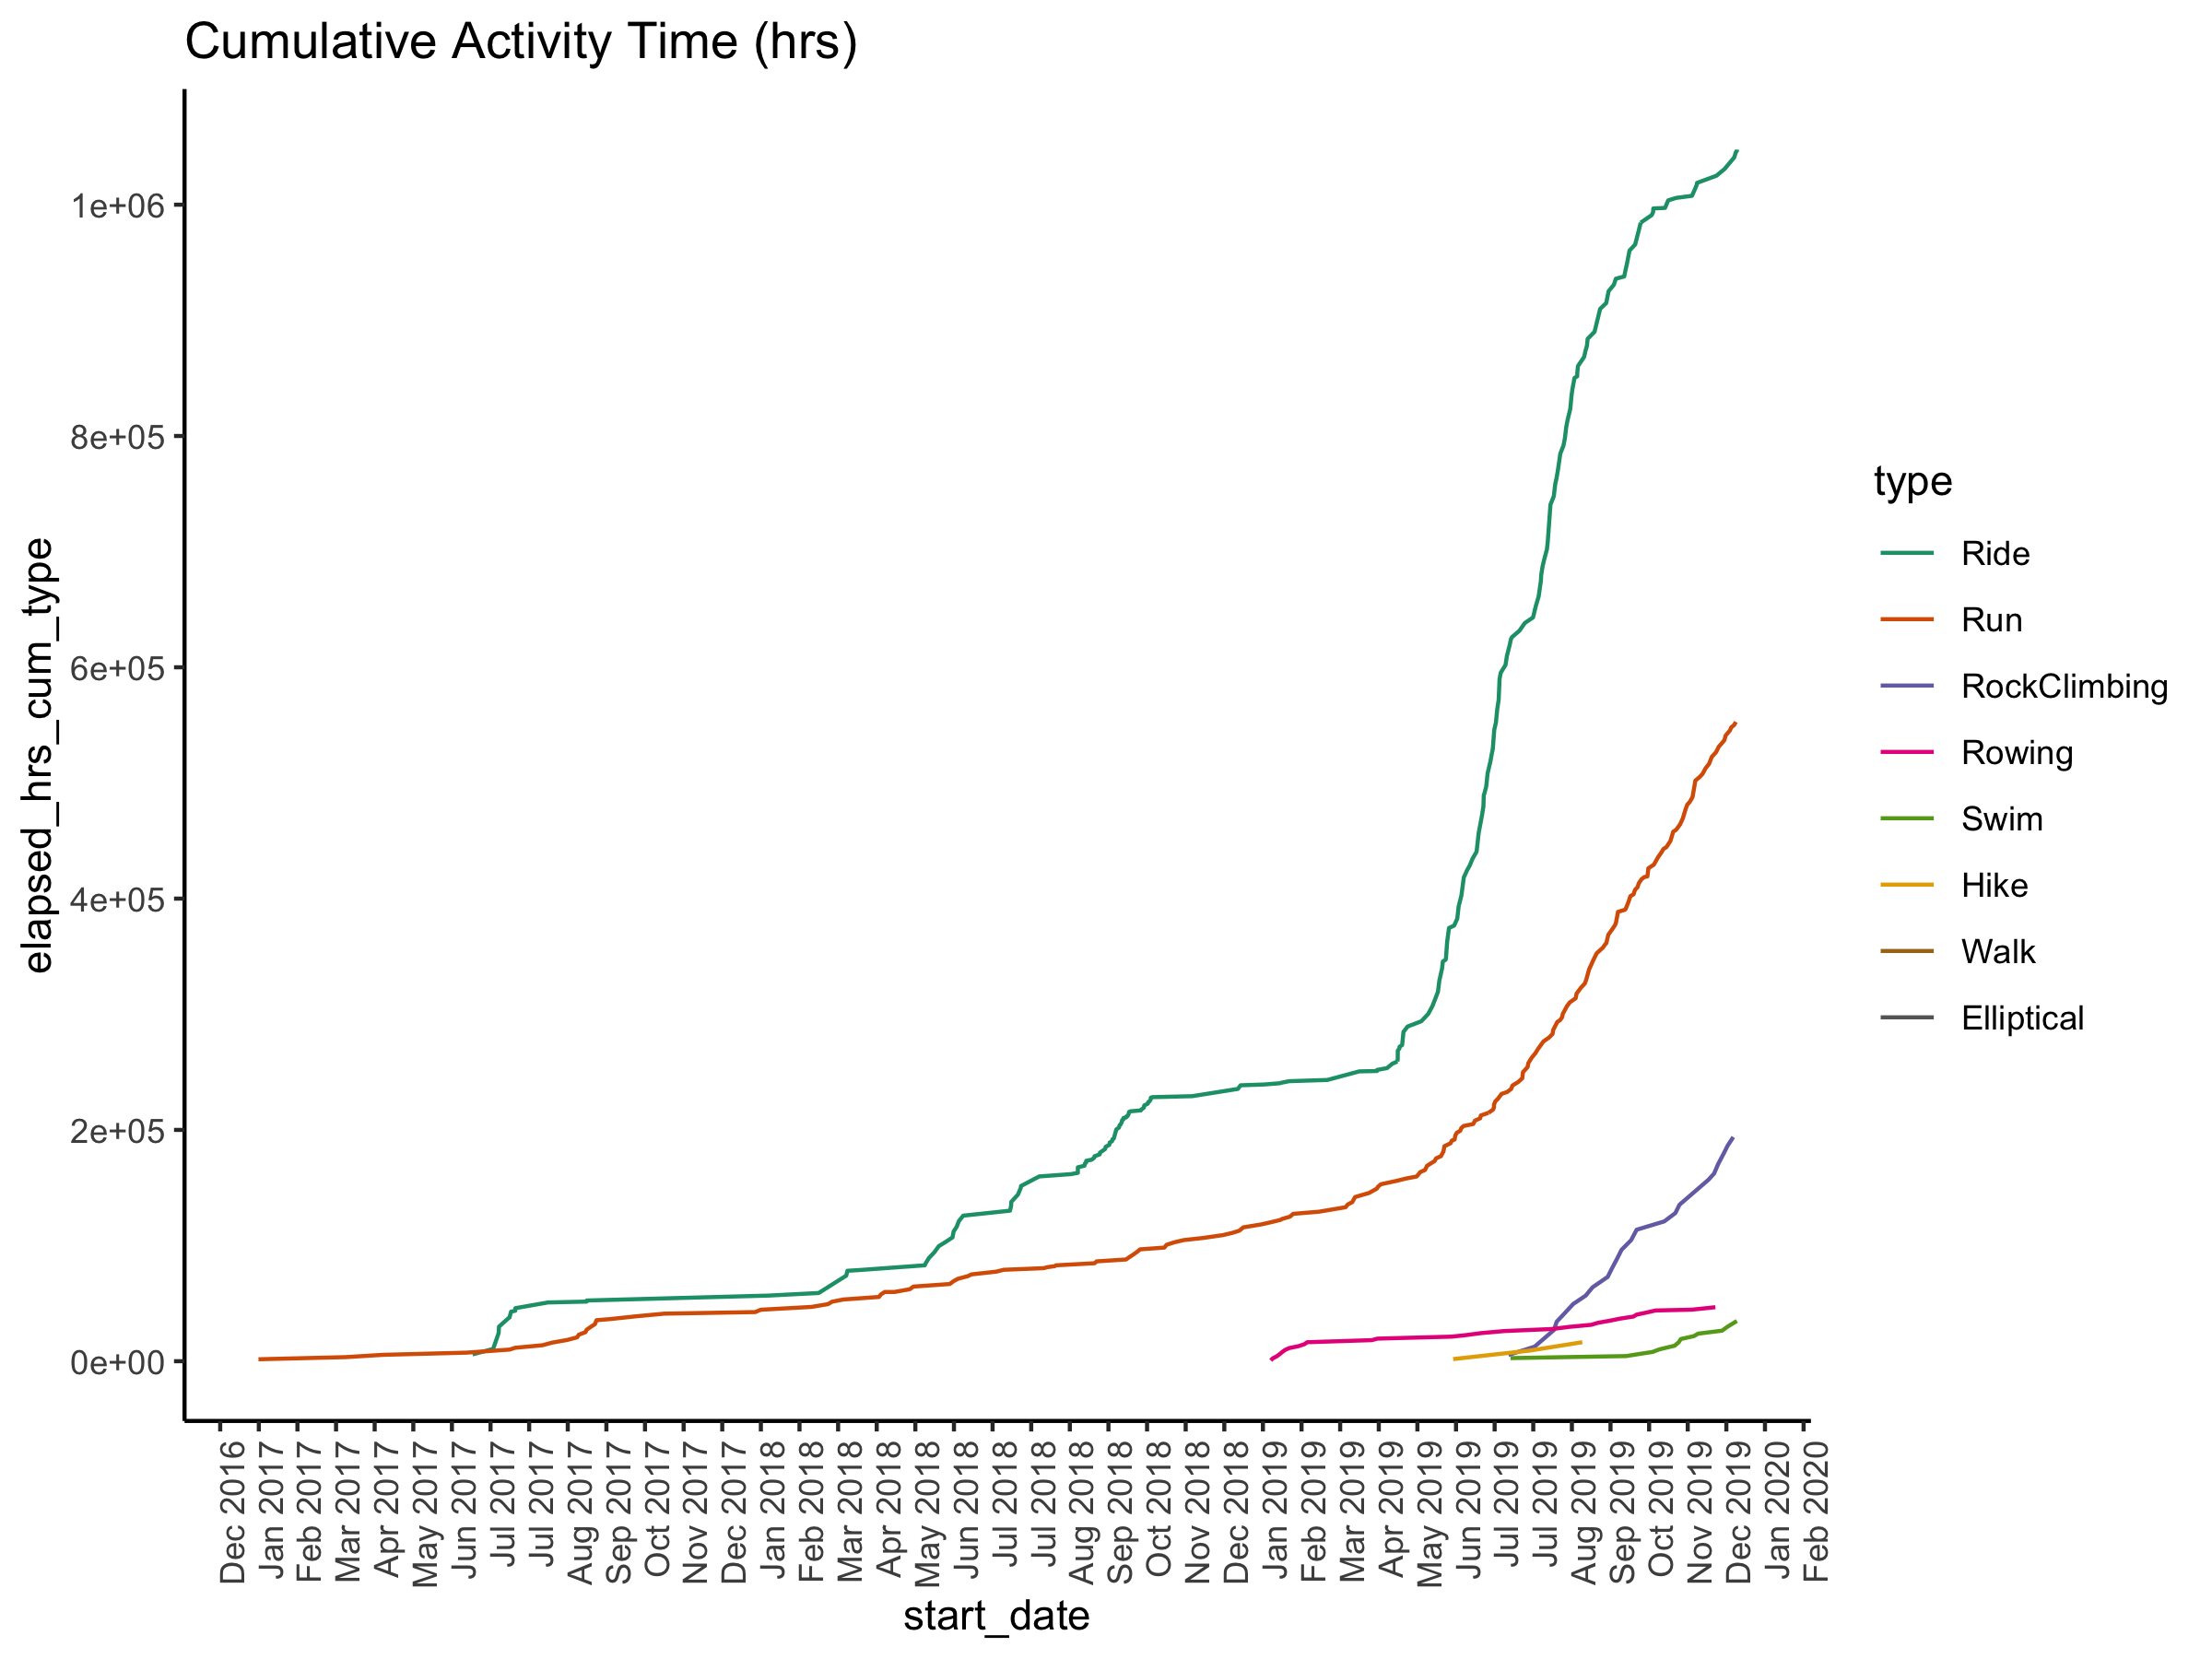 Cumulative Activity Time (hrs)
elapsed_hrs_cum_type
1e+06
8e+05
6e+05
4e+05
2e+05
0e+00
Dec 2016
Jan 2017
Feb 2017
Mar 2017
Apr 2017
May 2017
Jun 2017
Jul 2017
Jul 2017
Aug 2017
Sep 2017
Oct 2017
Nov 2017
Dec 2017
Jan 2018
Feb 2018
Mar 2018
Apr 2018
May 2018
Jun 2018
Jul 2018
Jul 2018
Aug 2018
Sep 2018
Oct 2018
Nov 2018
Dec 2018
Jan 2019
Feb 2019
Mar 2019
Apr 2019
May 2019
Jun 2019
Jul 2019
Jul 2019
Aug 2019
Sep 2019
Oct 2019
Nov 2019
Dec 2019
Jan 2020
Feb 2020
start_date
type
Ride
Run
RockClimbing
Rowing
Swim
Hike
Walk
Elliptical